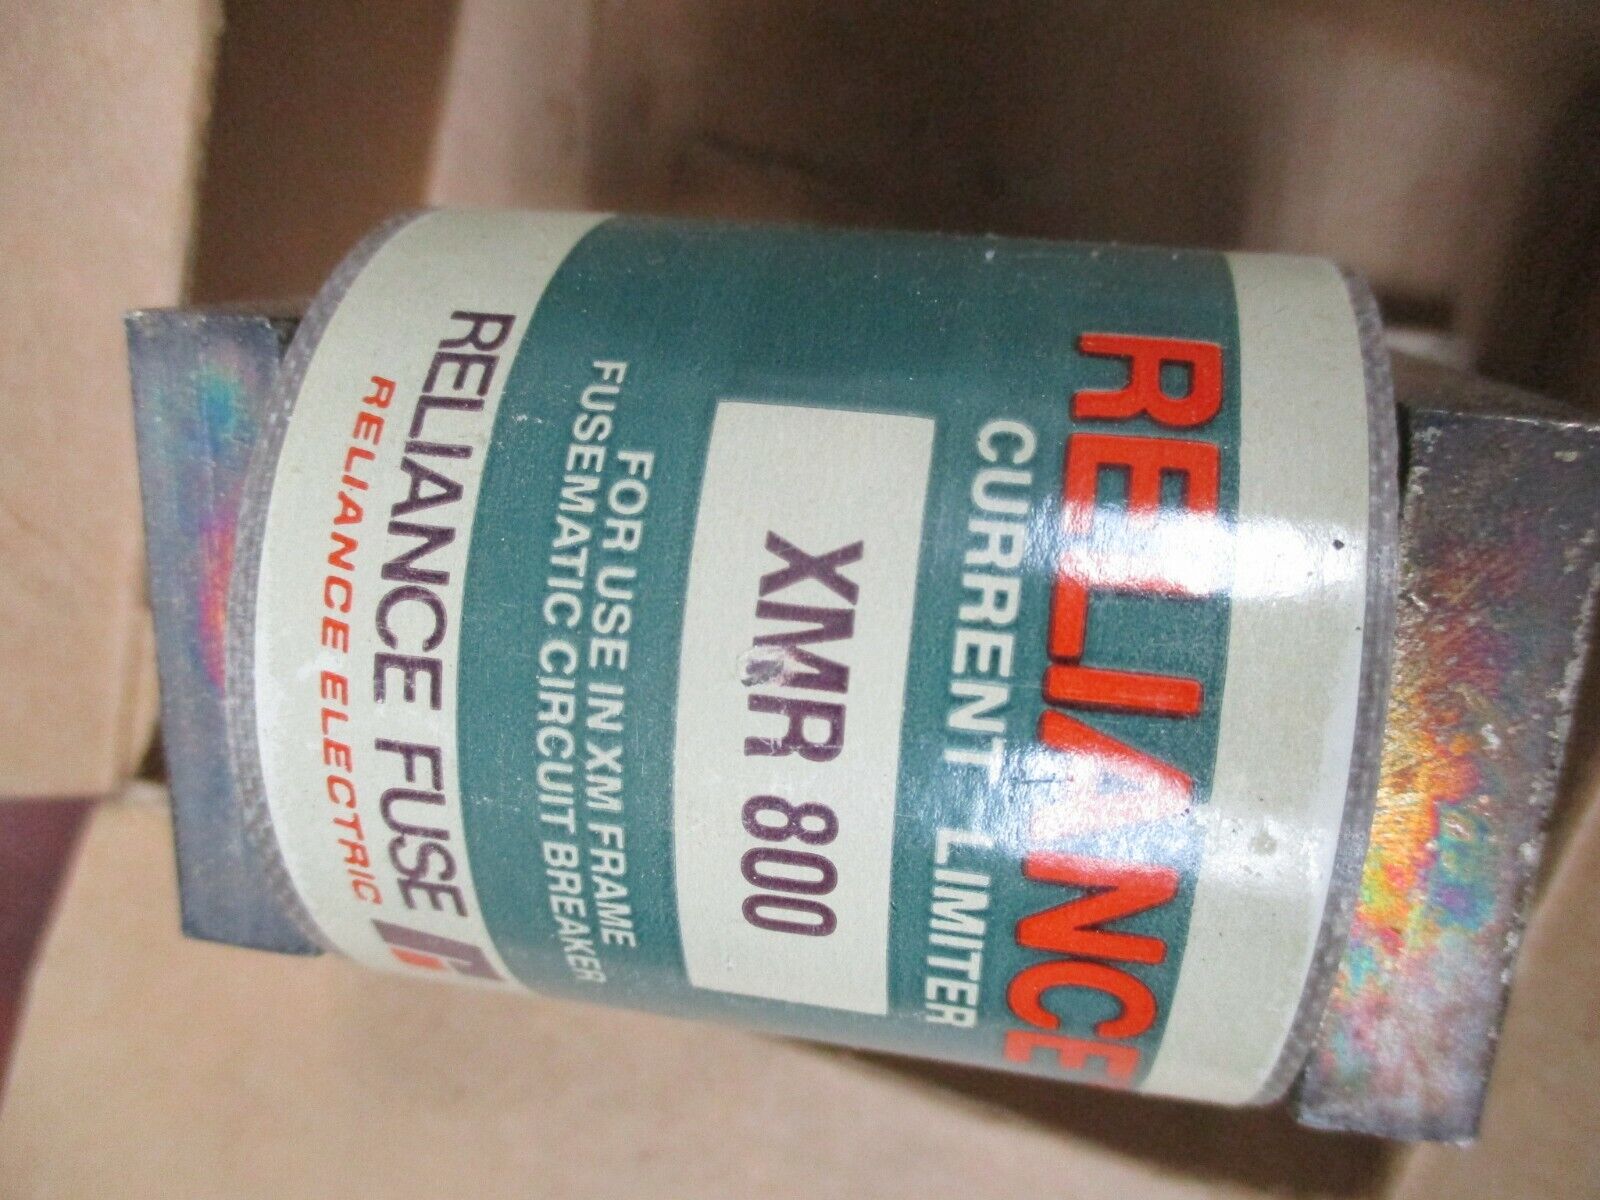 RELIANCE
CURRENT LIMITER
XMR 800
FOR USE IN XM FRAME
FUSEMATIC CIRCUIT BREAKER
RELIANCE FUSE
RELIANCE ELECTRIC